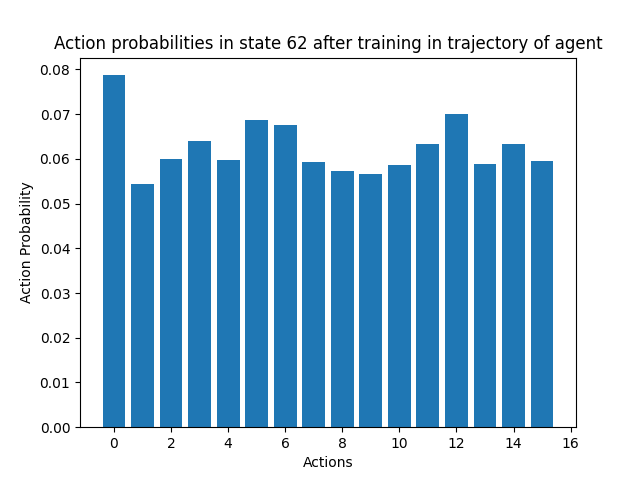 Action probabilities in state 62 after training in trajectory of agent
0.08
0.07
0.06
0.05
0.04
0.03
0.02
0.01
0.00
Action Probability
0 2 4 6 8 10 12 14 16
Actions